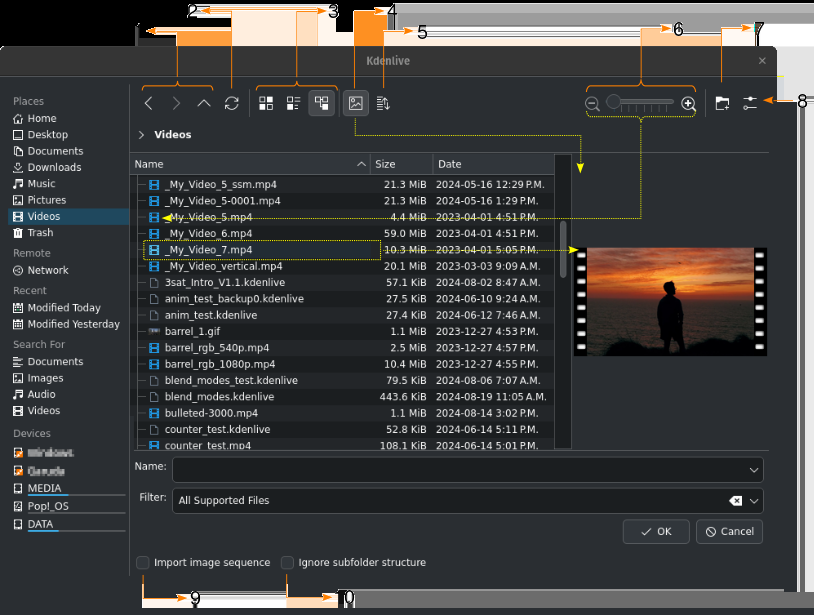 2
3
4
5
6
7
Kdenlive
8
Places
Home
Desktop
Documents
Downloads
Music
Pictures
Videos
Trash
Remote
Network
Recent
Modified Today
Modified Yesterday
Search For
Documents
Images
Audio
Videos
Devices
MEDIA
Pop!_OS
DATA
Videos
Name Size Date
_My_Video_5_ssm.mp4 21.3 MiB 2024-05-16 12:29 P.M.
_My_Video_5-0001.mp4 21.3 MiB 2024-05-16 1:29 P.M.
_My_Video_5.mp4 4.4 MiB 2023-04-01 4:51 P.M.
_My_Video_6.mp4 59.0 MiB 2023-04-01 4:51 P.M.
_My_Video_7.mp4 10.3 MiB 2023-04-01 5:05 P.M.
_My_Video_vertical.mp4 20.1 MiB 2023-03-03 9:09 A.M.
3sat_Intro_V1.1.kdenlive 57.1 KiB 2024-08-02 8:47 A.M.
anim_test_backup0.kdenlive 27.5 KiB 2024-06-10 9:24 A.M.
anim_test.kdenlive 27.4 KiB 2024-06-12 7:46 A.M.
barrel_1.gif 1.1 MiB 2023-12-27 4:53 P.M.
barrel_rgb_540p.mp4 2.5 MiB 2023-12-27 4:57 P.M.
barrel_rgb_1080p.mp4 10.4 MiB 2023-12-27 4:55 P.M.
blend_modes_test.kdenlive 79.5 KiB 2024-08-06 7:07 A.M.
blend_modes.kdenlive 443.6 KiB 2024-08-19 11:05 A.M.
bulleted-3000.mp4 1.1 MiB 2024-08-14 3:02 P.M.
counter_test.kdenlive 52.8 KiB 2024-06-14 5:11 P.M.
counter_test.mp4 108.1 KiB 2024-06-14 5:01 P.M.
Name:
Filter: All Supported Files
OK Cancel
Import image sequence Ignore subfolder structure
9
10